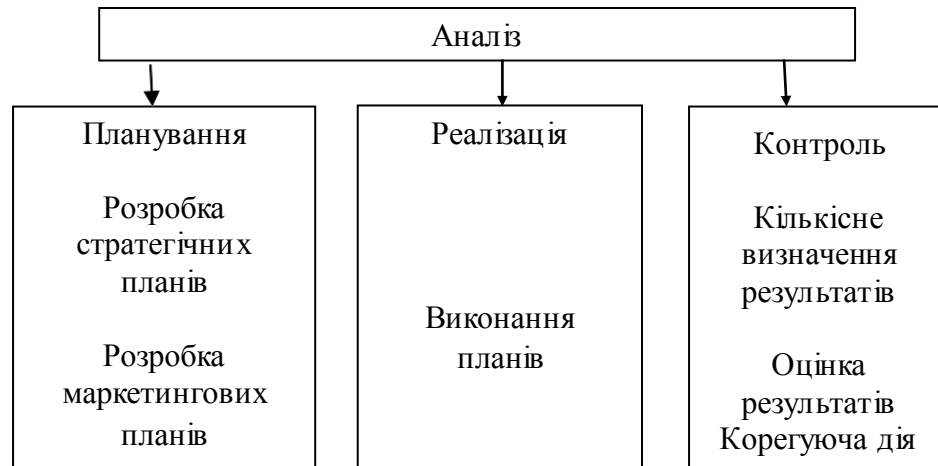 Аналіз
Планування
Розробка
стратегічних
планів
Розробка
маркетингових
планів
Реалізація
Виконання
планів
Контроль
Кількісне
визначення
результатів
Оцінка
результатів
Корегуюча дія